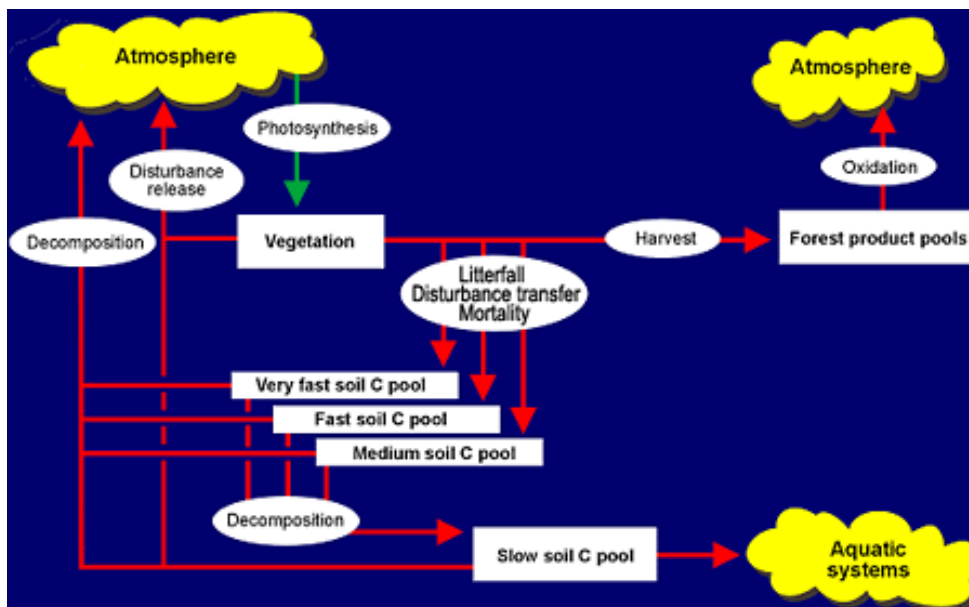 Atmosphere
Atmosphere
Photosynthesis
Disturbance
release
Oxidation
Decomposition
Vegetation
Harvest
Forest product pools
Litterfall
Disturbance transfer
Mortality
Very fast soil C pool
Fast soil C pool
Medium soil C pool
Decomposition
Slow soil C pool
Aquatic
systems